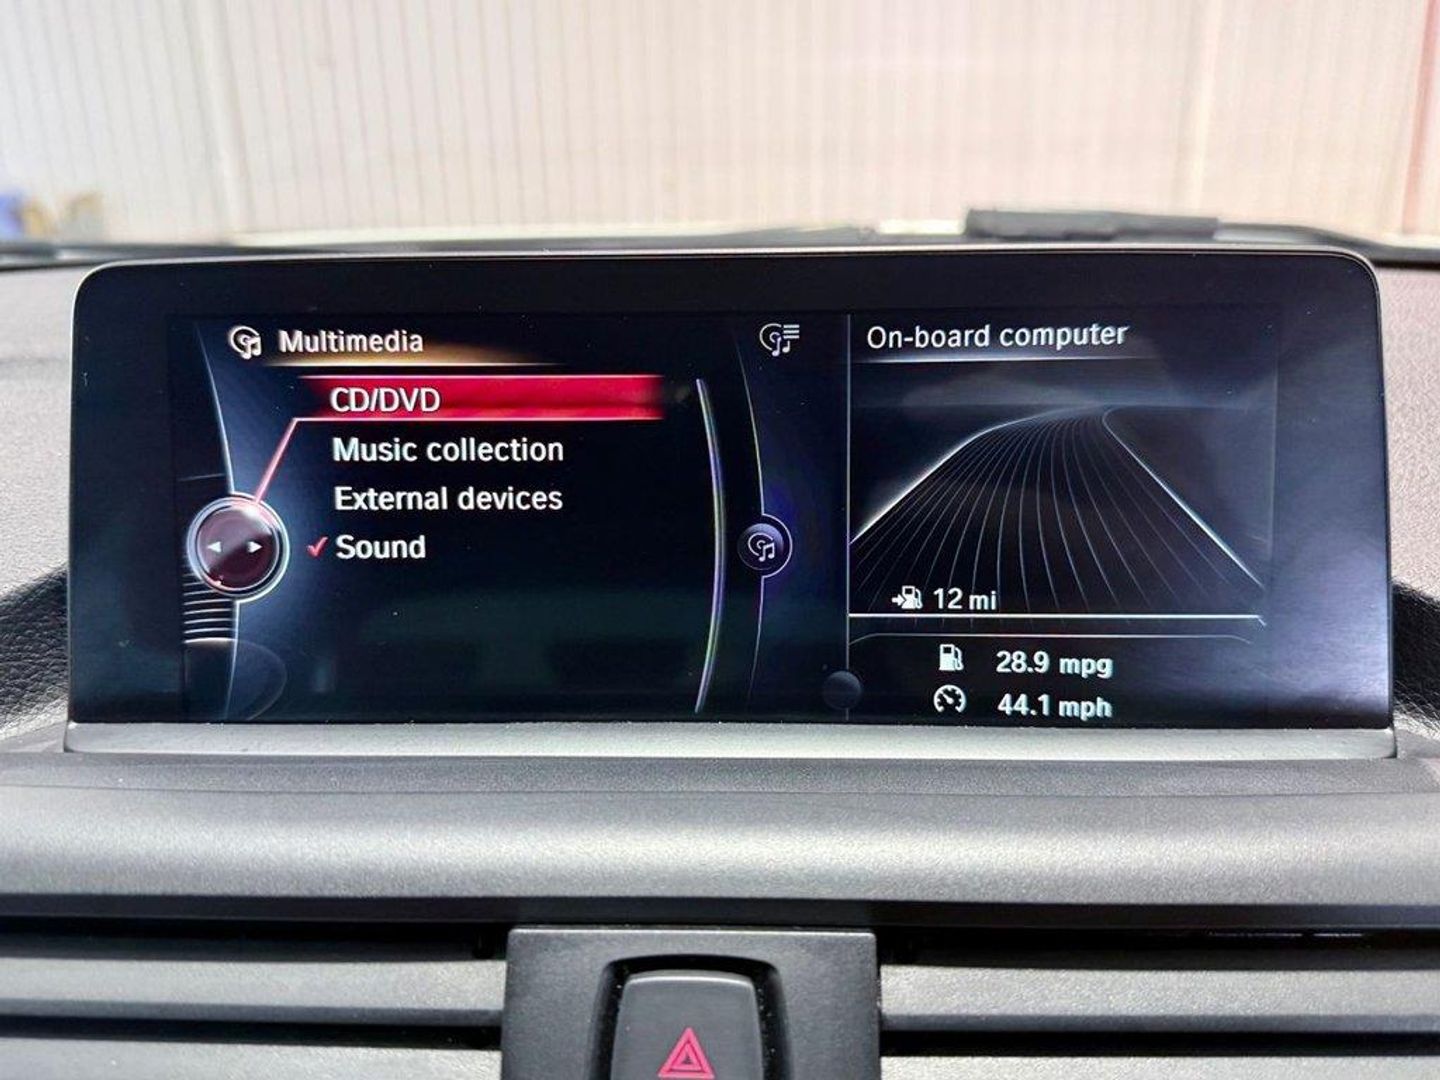 Multimedia
CD/DVD
Music collection
External devices
Sound
On-board computer
12 mi
28.9 mpg
44.1 mph